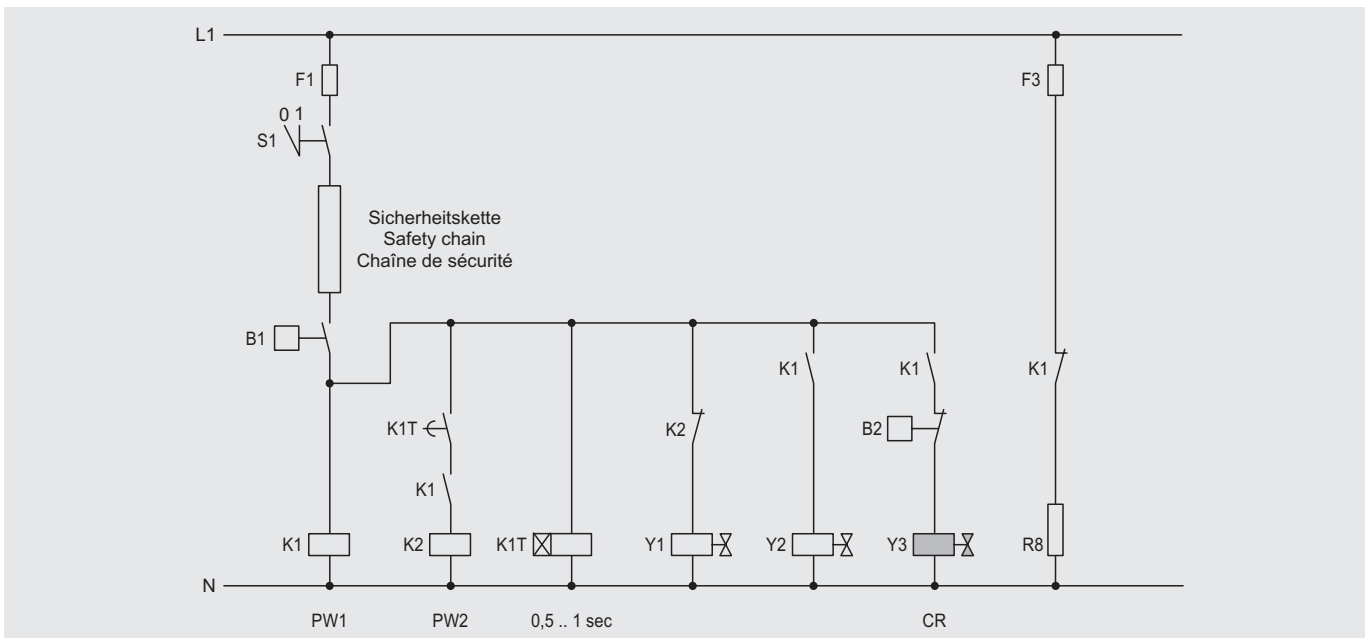 L1
F1
F3
0 1
S1
Sicherheitskette
Safety chain
Chaîne de sécurité
B1
K1
K1
K1
K1T
K2
B2
K1
K1
K2
K1T
Y1
Y2
Y3
R8
N
PW1
PW2
0,5 .. 1 sec
CR